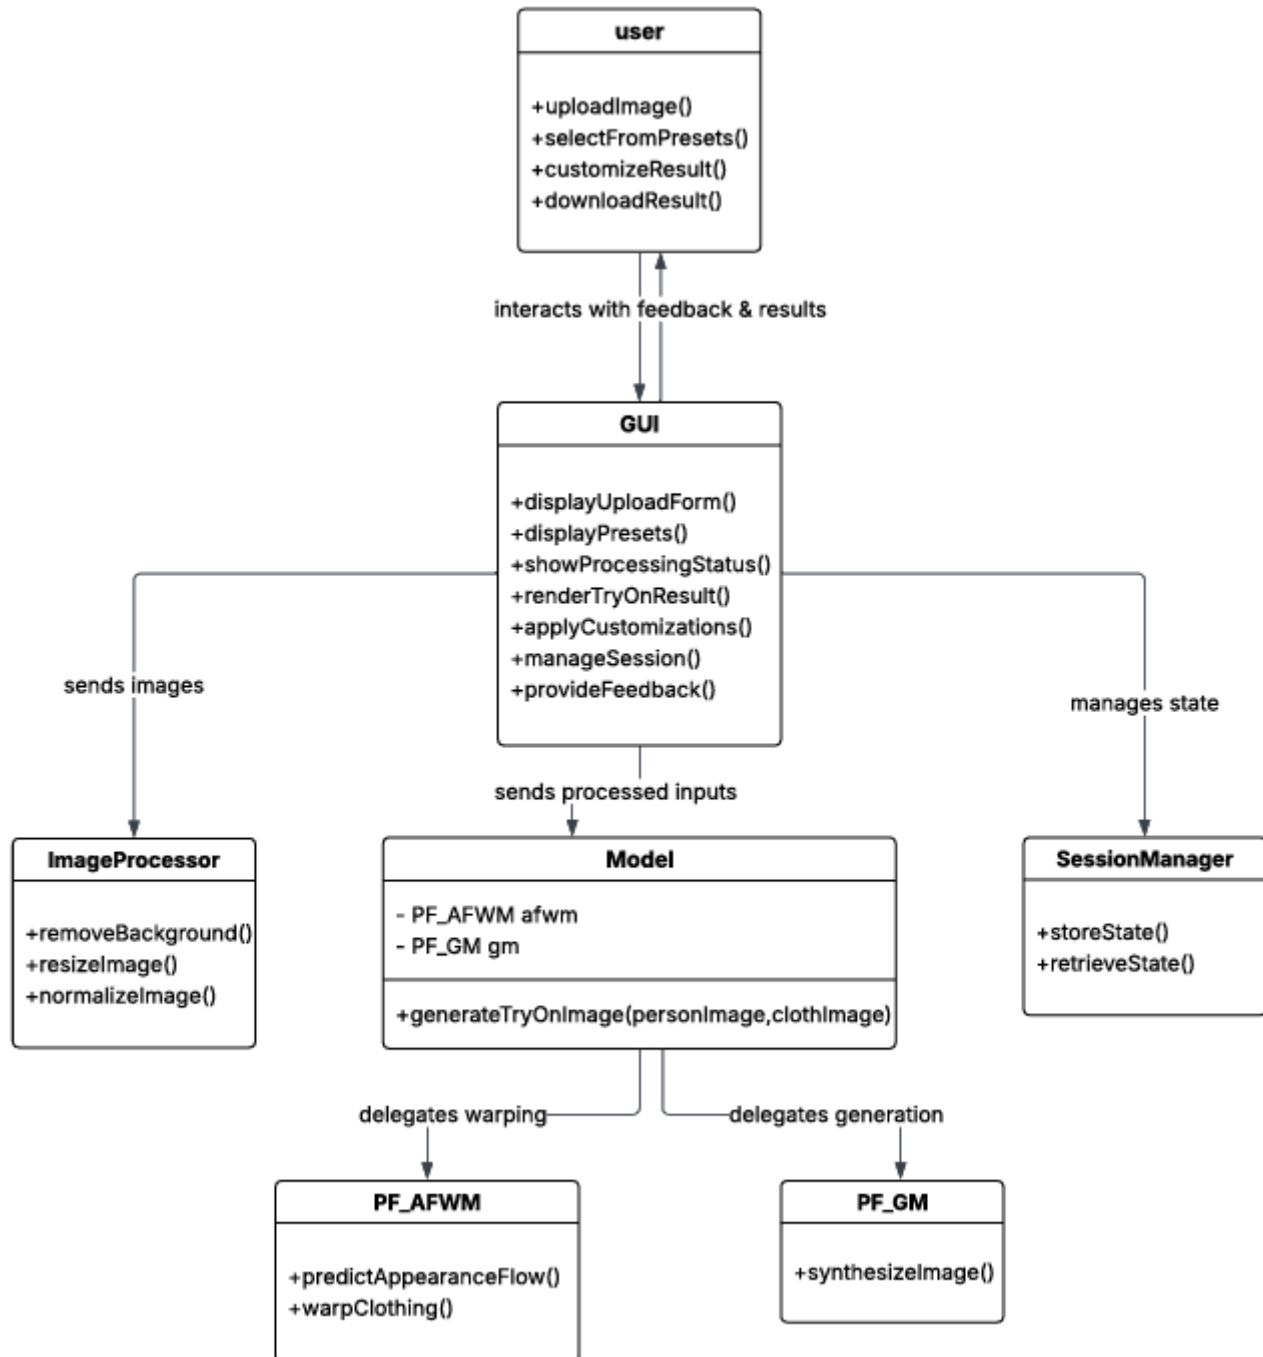 user
+uploadImage()
+selectFromPresets()
+customizeResult()
+downloadResult()
interacts with feedback & results
GUI
+displayUploadForm()
+displayPresets()
+showProcessingStatus()
+renderTryOnResult()
+applyCustomizations()
+manageSession()
+provideFeedback()
sends images
manages state
sends processed inputs
ImageProcessor
+removeBackground()
+resizeImage()
+normalizeImage()
Model
- PF_AFWM afwm
- PF_GM gm
+generateTryOnImage(personImage,clothImage)
SessionManager
+storeState()
+retrieveState()
delegates warping
delegates generation
PF_AFWM
+predictAppearanceFlow()
+warpClothing()
PF_GM
+synthesizeImage()